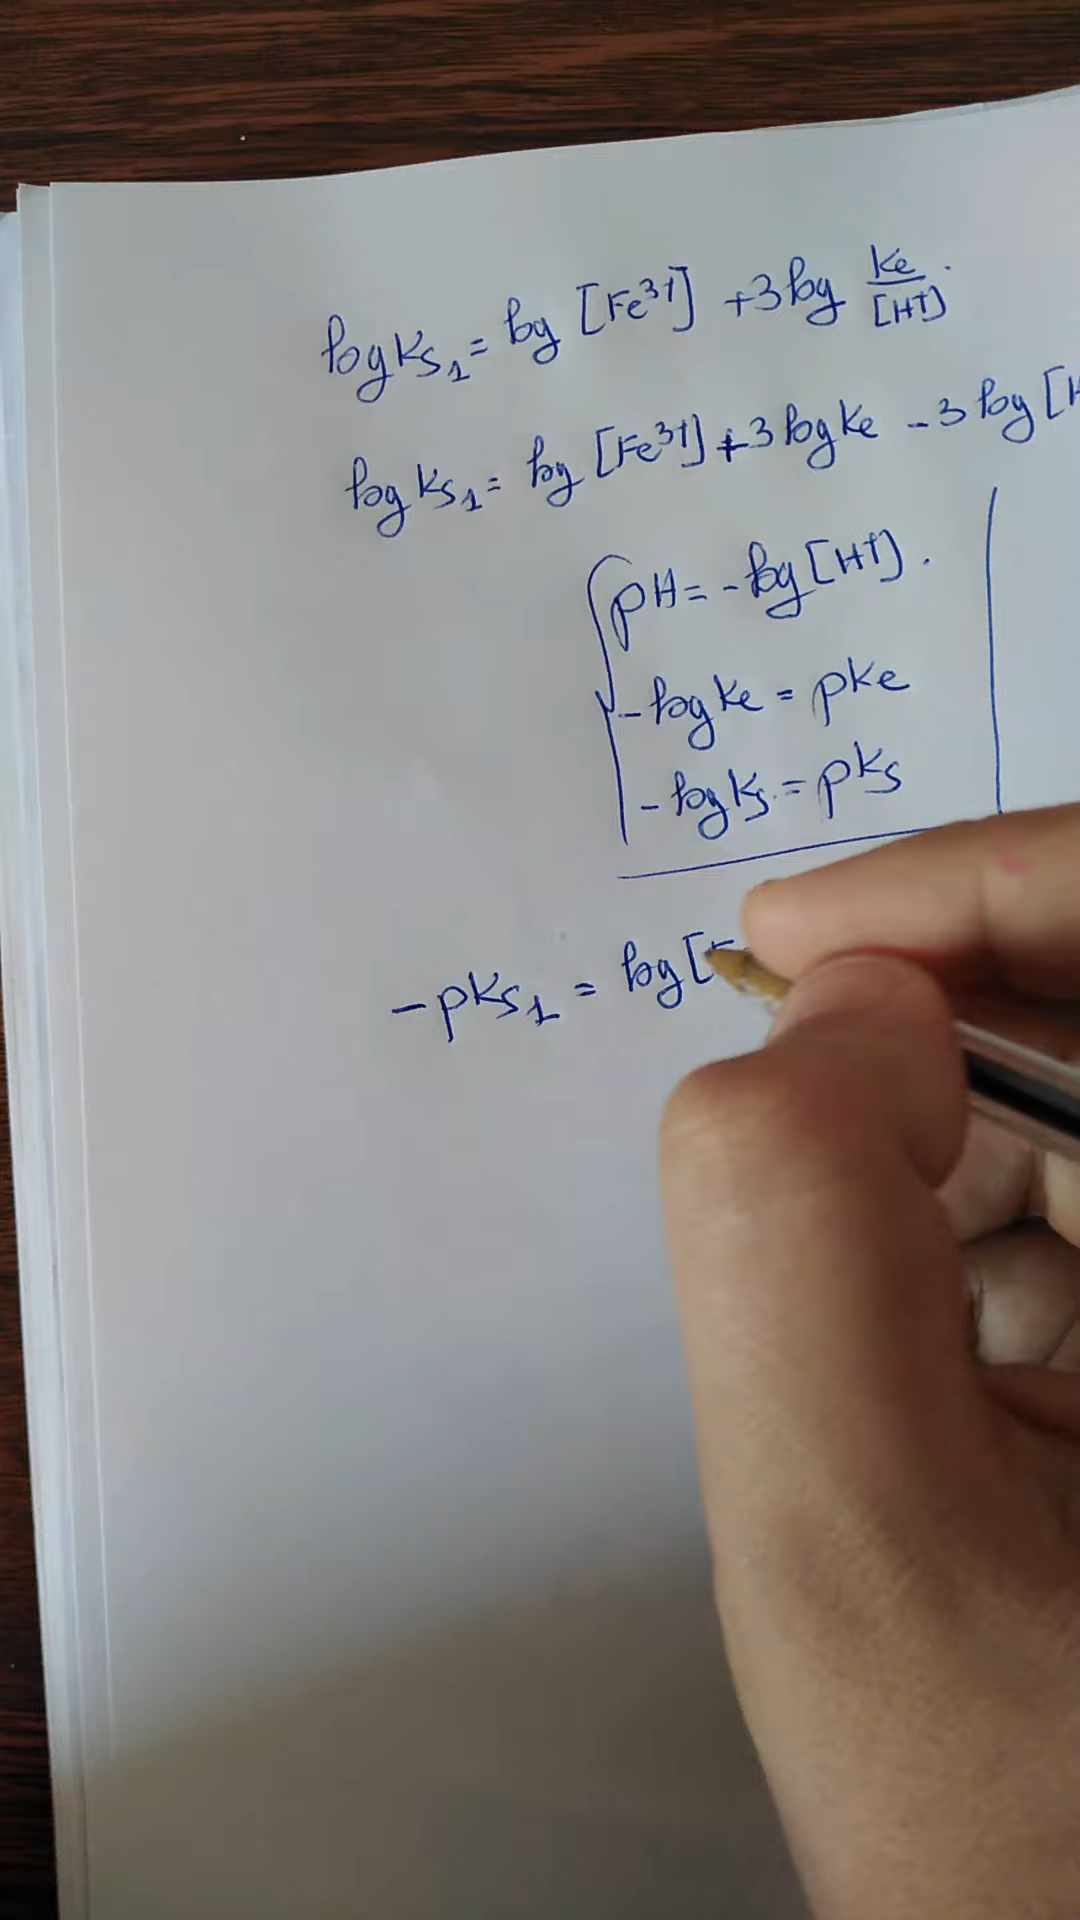 log Ks₁ = log [Fe³⁺] + 3 log Ke/[H⁺].
log Ks₁ = log [Fe³⁺] + 3 log Ke - 3 log [H
pH = - log [H⁺].
- log Ke = pKe
- log Ks = pKs
- pKs₁ = log [